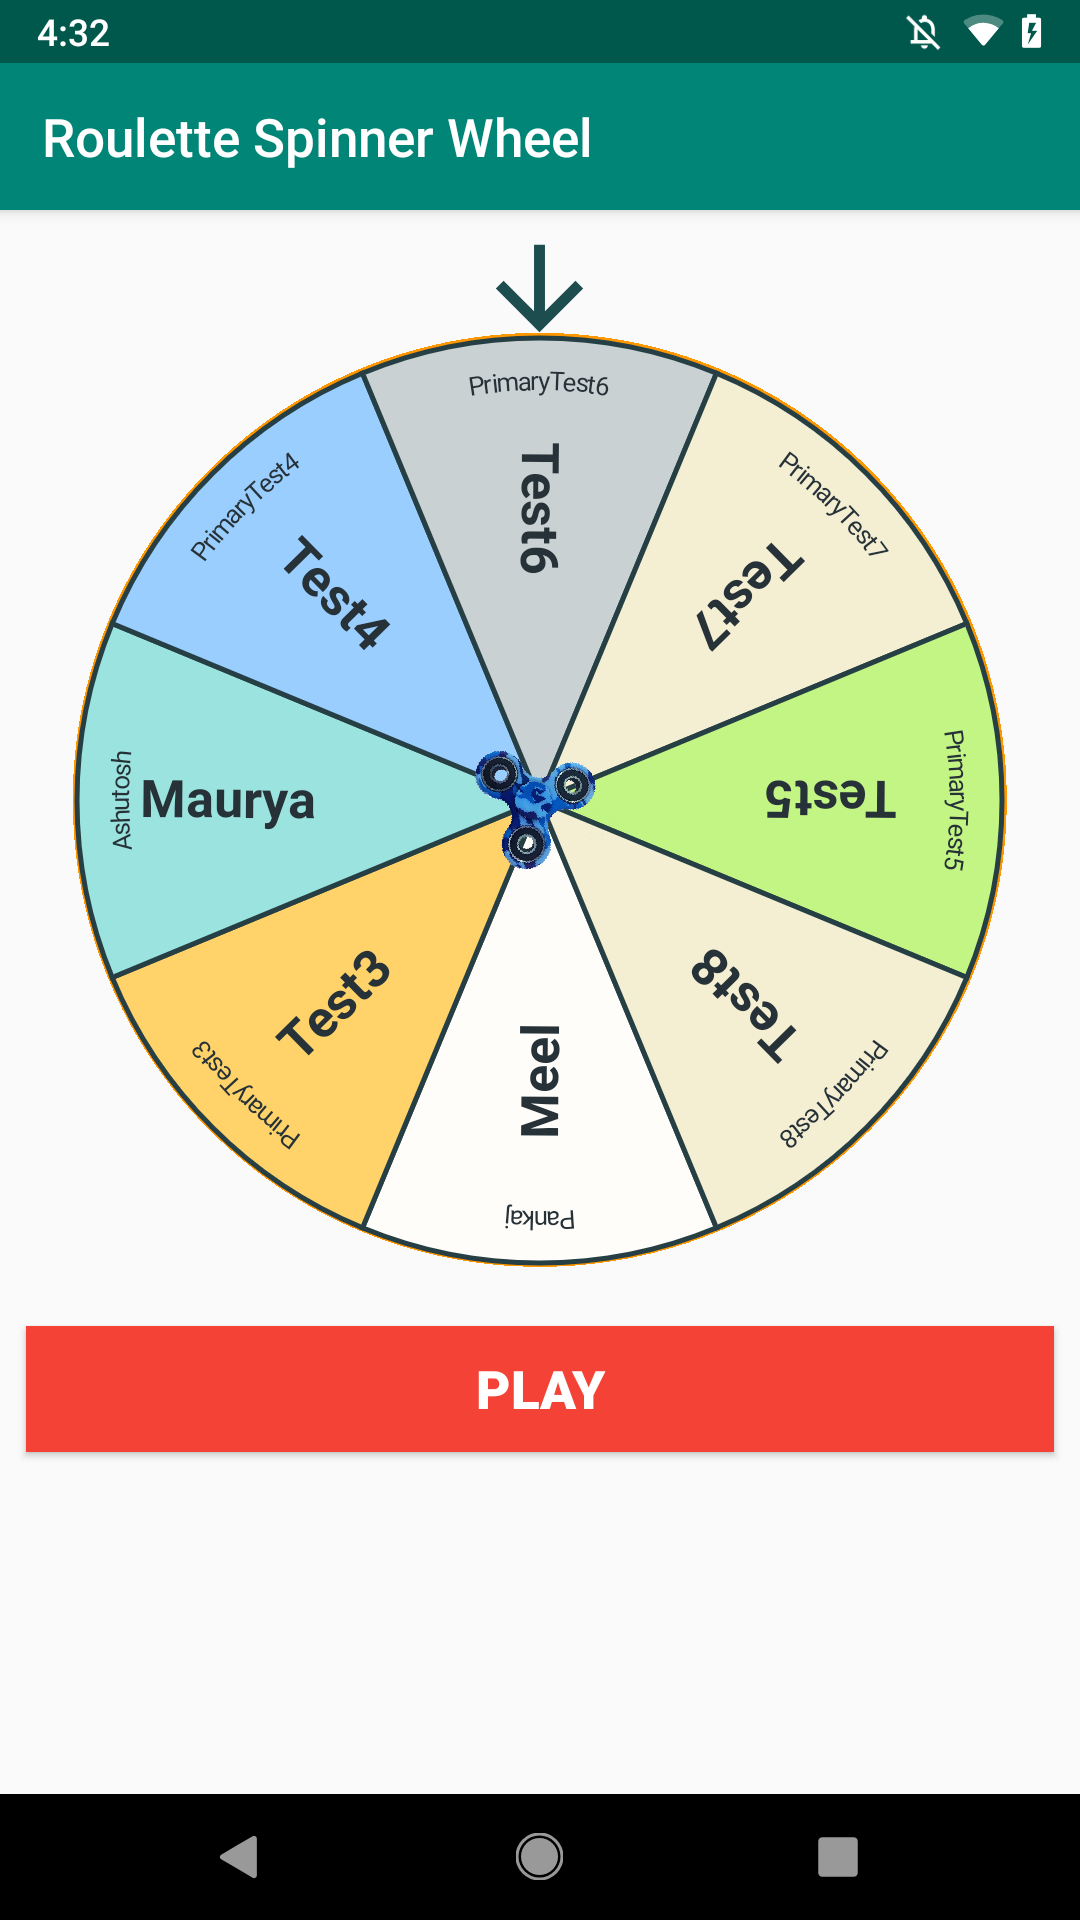 4:32
Roulette Spinner Wheel
PrimaryTest6
Test6
PrimaryTest7
Test7
PrimaryTest5
Test5
PrimaryTest8
Test8
Pankaj
Meel
PrimaryTest3
Test3
Ashutosh
Maurya
PrimaryTest4
Test4
PLAY